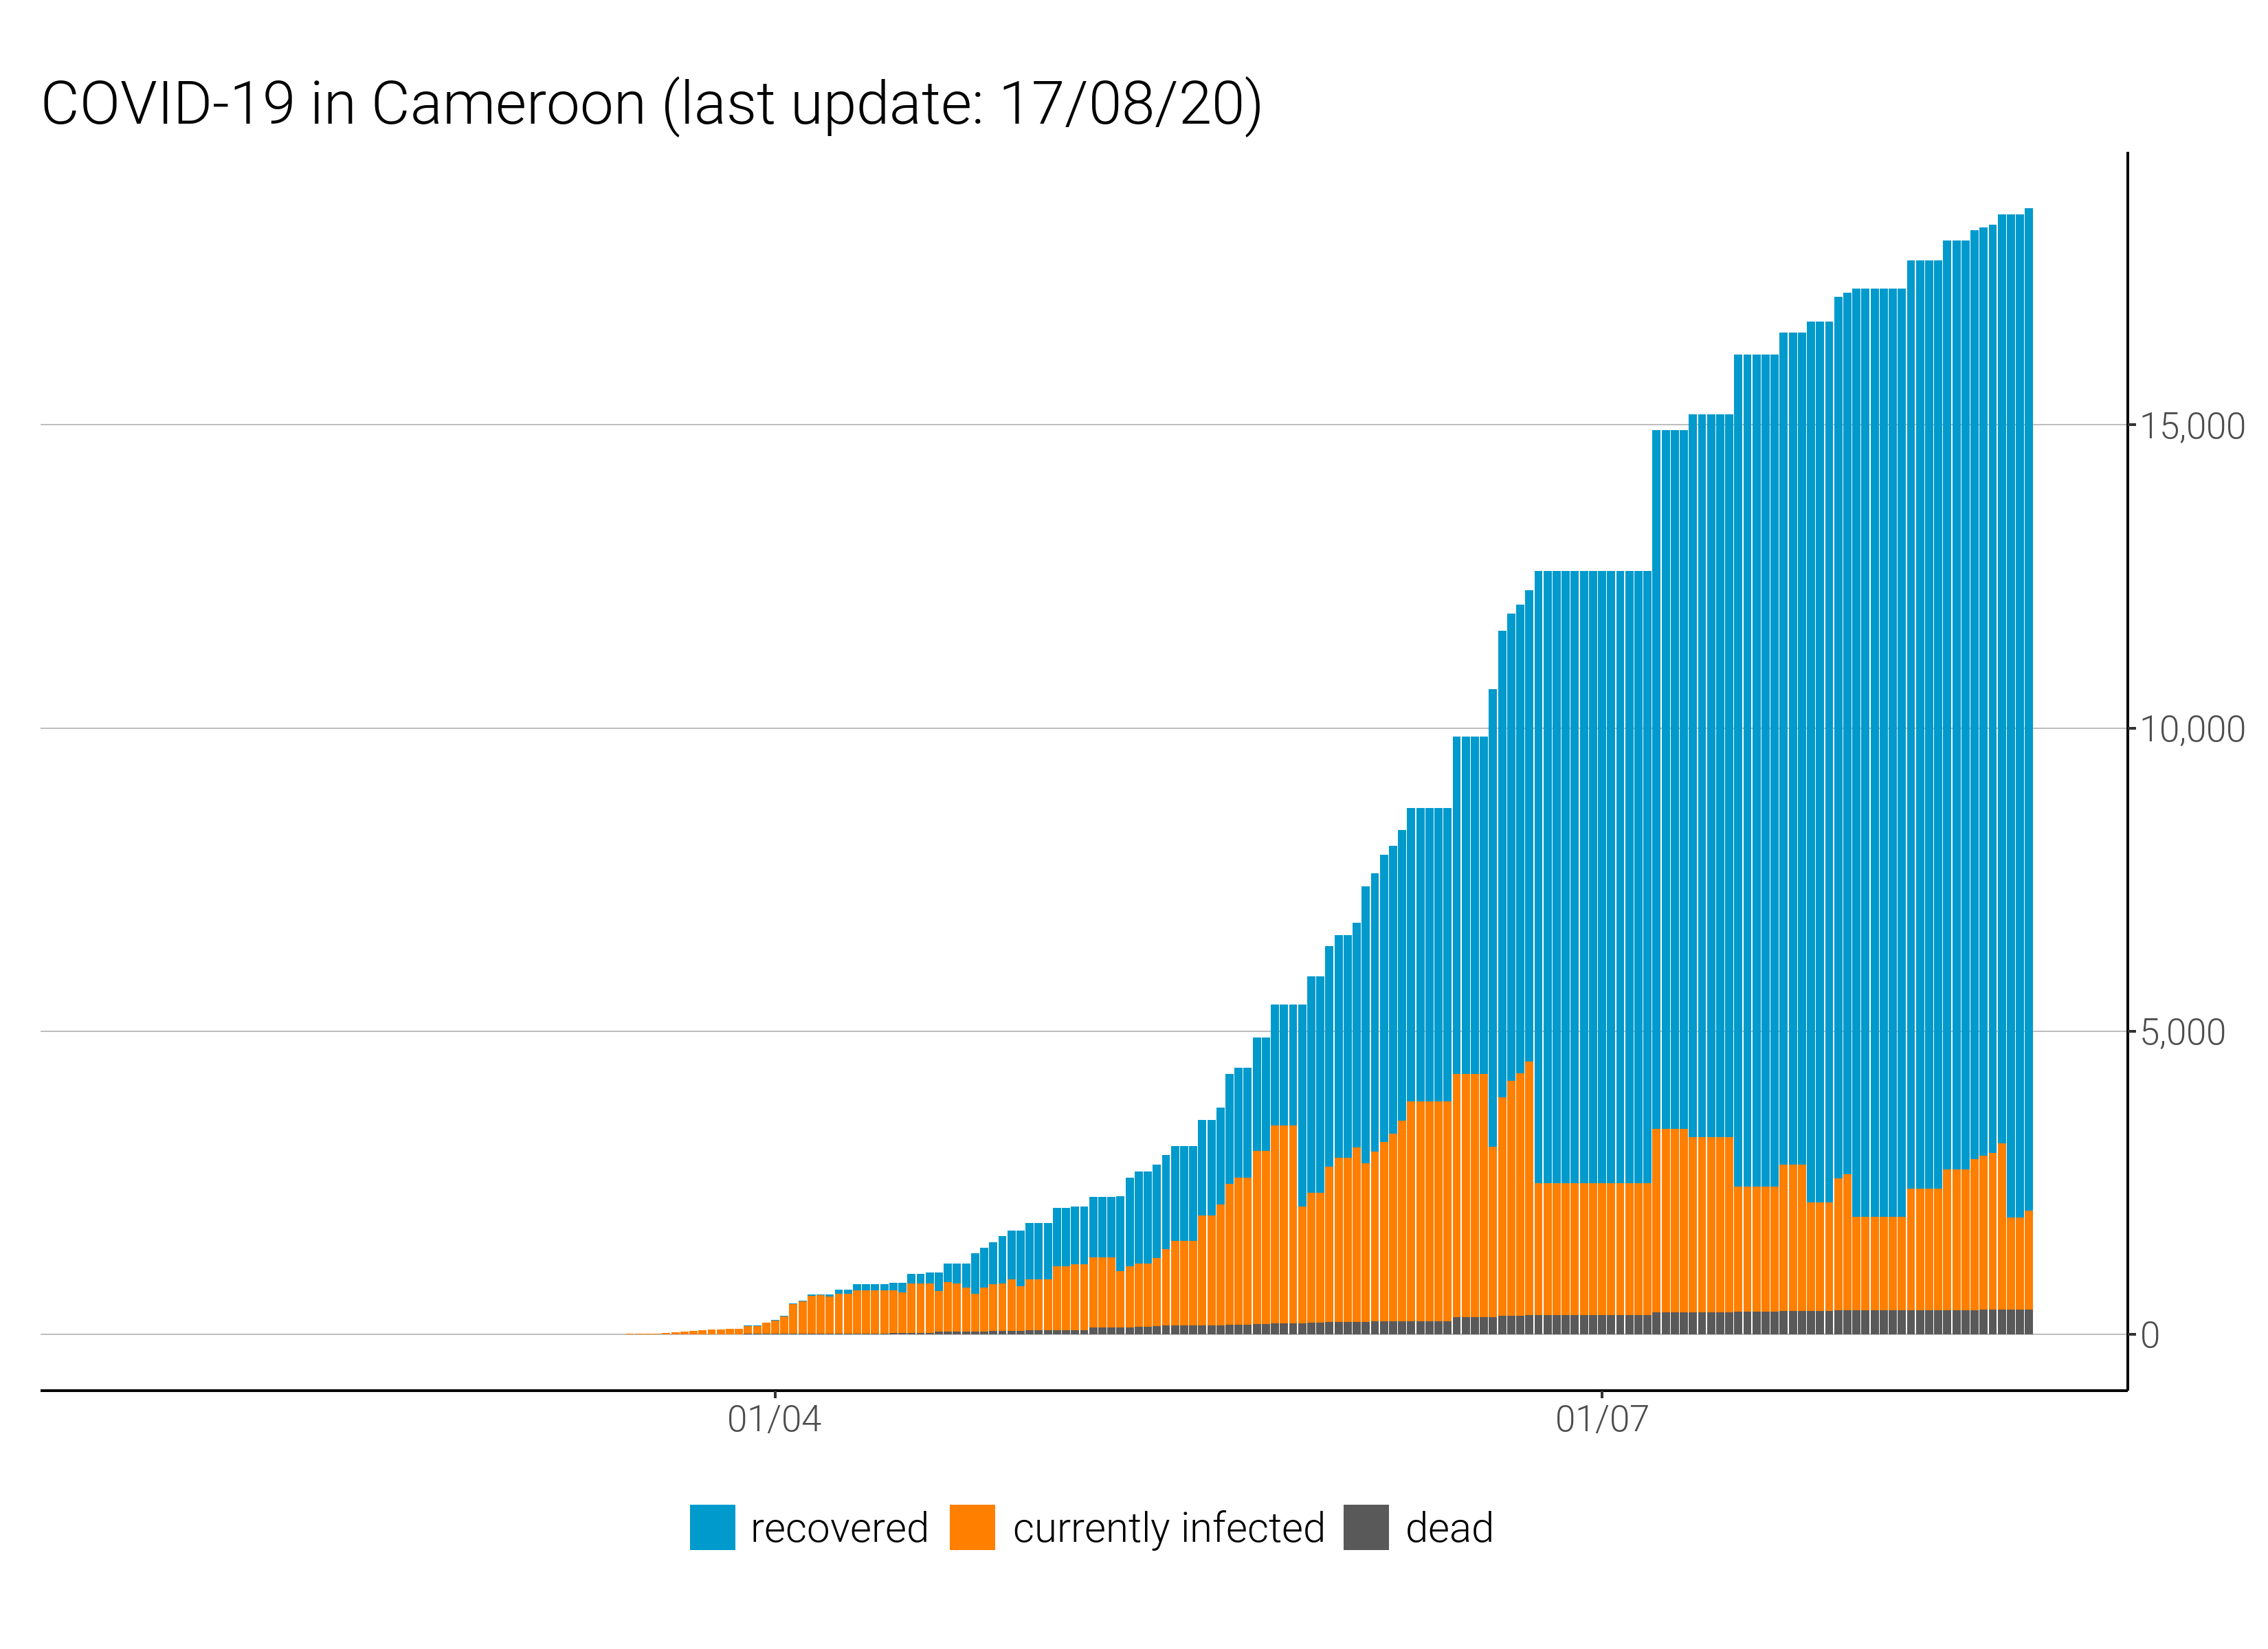 COVID-19 in Cameroon (last update: 17/08/20)
15,000
10,000
5,000
0
01/04 01/07
recovered currently infected dead